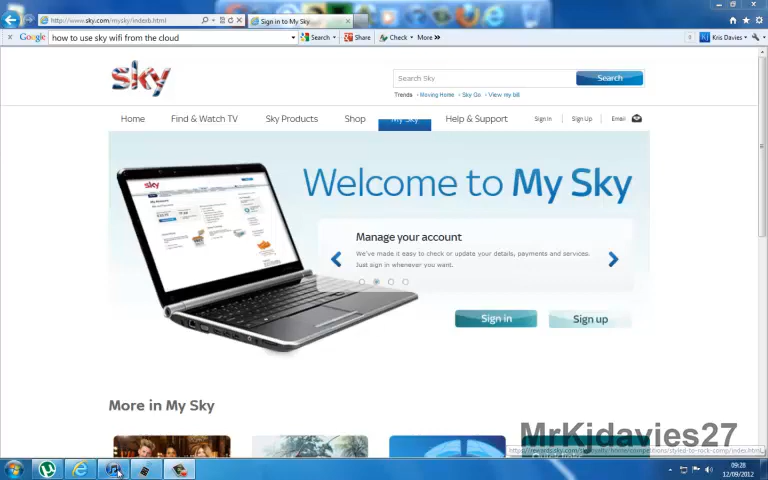 http://www.sky.com/mysky/indexb.html
Sign in to My Sky
Google
how to use sky wifi from the cloud
Search
Share
Check
More »
Kris Davies
sky
Search Sky
Search
Trends
Moving Home
Sky Go
View my bill
Home
Find & Watch TV
Sky Products
Shop
My Sky
Help & Support
Sign In
Sign Up
Email
Welcome to My Sky
sky
Manage your account
We've made it easy to check or update your details, payments and services.
Just sign in whenever you want.
Sign in
Sign up
More in My Sky
MrKjdavies27
09:28
12/09/2012